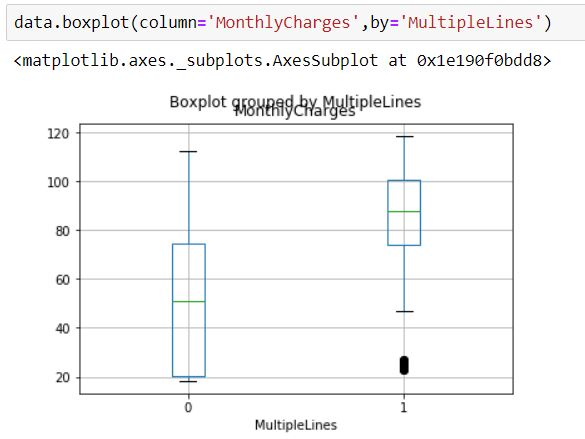 data.boxplot(column='MonthlyCharges',by='MultipleLines')
<matplotlib.axes._subplots.AxesSubplot at 0x1e190f0bdd8>
Boxplot grouped by MultipleLines
MonthlyCharges
120
100
80
60
40
20
0 1
MultipleLines